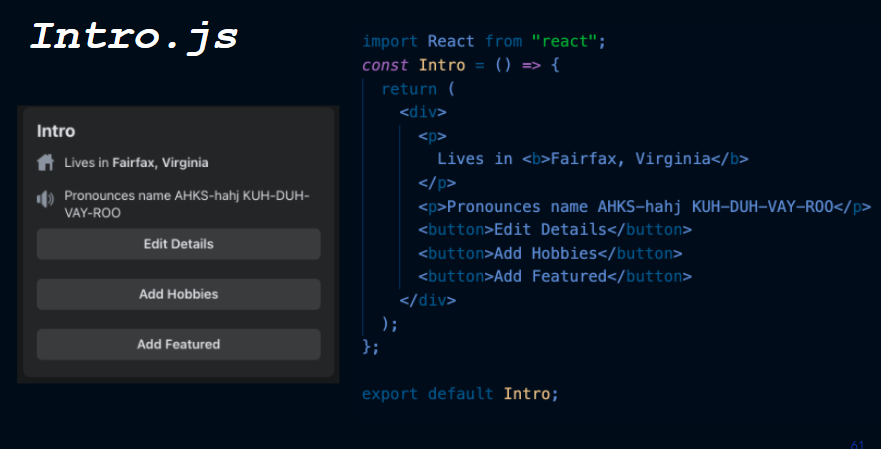 Intro.js
Intro
Lives in Fairfax, Virginia
Pronounces name AHKS-hahj KUH-DUH-
VAY-ROO
Edit Details
Add Hobbies
Add Featured
import React from "react";
const Intro = () => {
return (
<div>
<p>
Lives in <b>Fairfax, Virginia</b>
</p>
<p>Pronounces name AHKS-hahj KUH-DUH-VAY-ROO</p>
<button>Edit Details</button>
<button>Add Hobbies</button>
<button>Add Featured</button>
</div>
);
};
export default Intro;
61